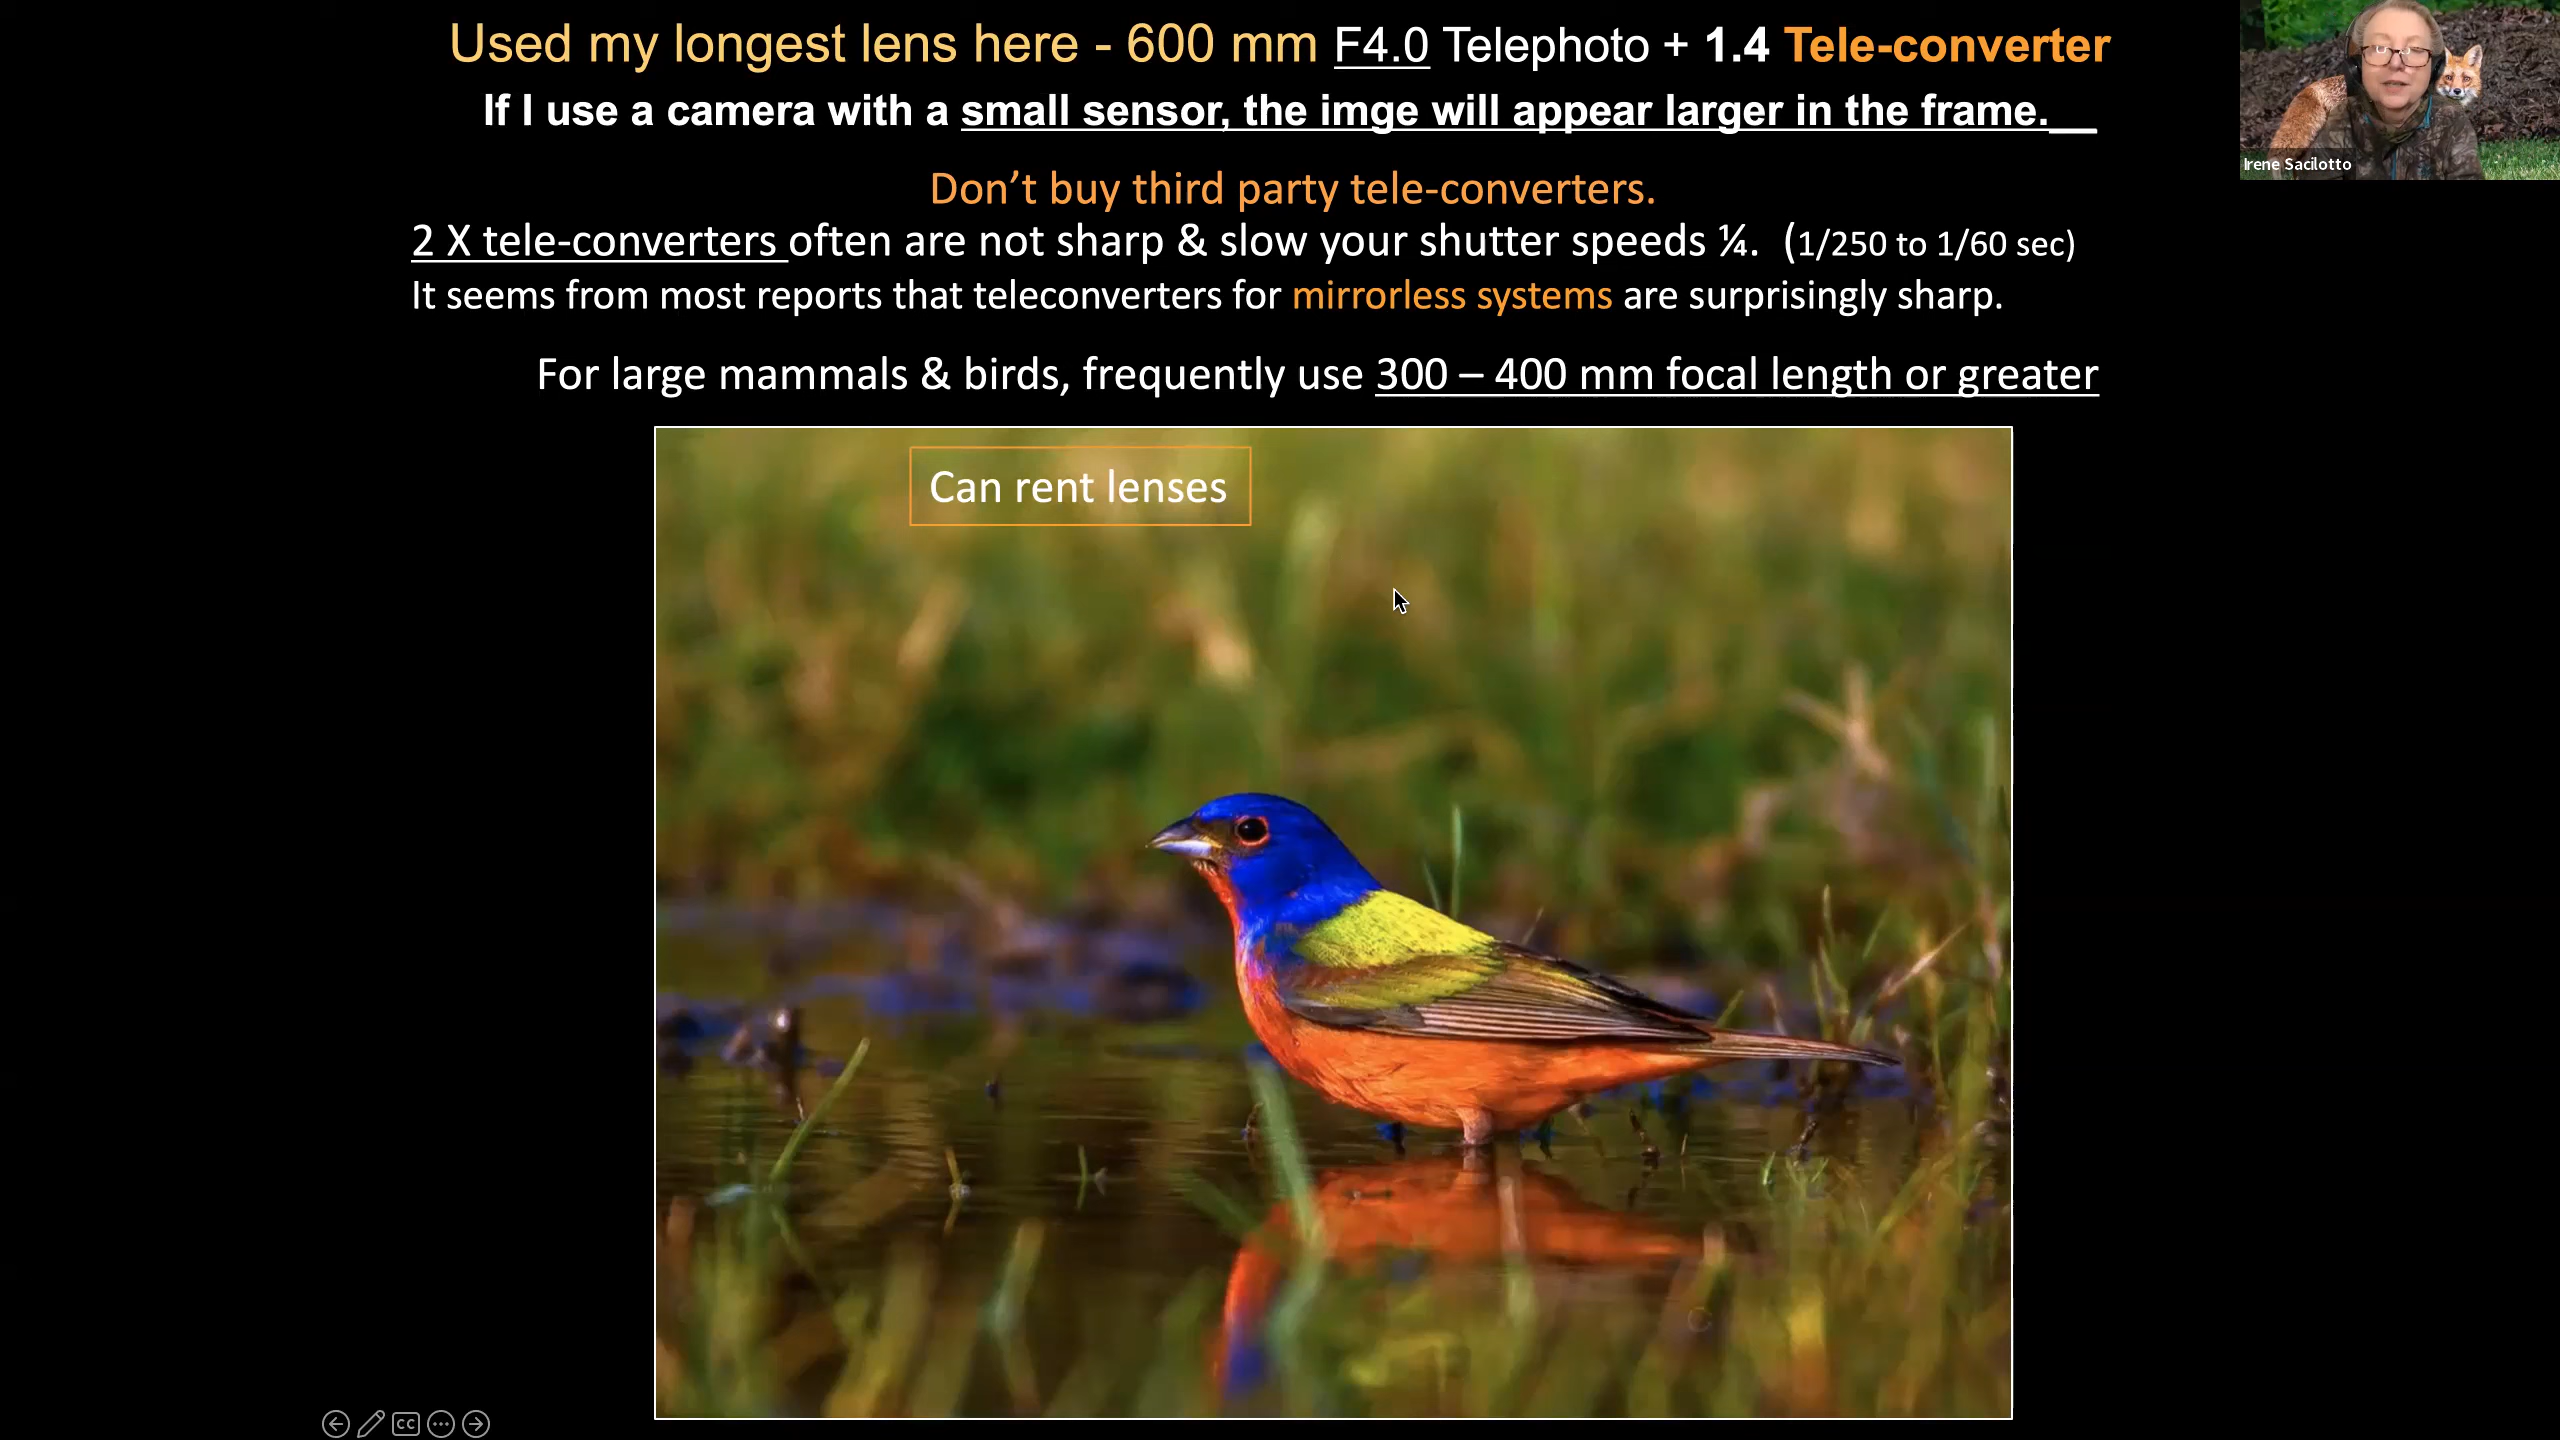 Used my longest lens here - 600 mm F4.0 Telephoto + 1.4 Tele-converter
If I use a camera with a small sensor, the imge will appear larger in the frame.__
Irene Sacilotto
Don’t buy third party tele-converters.
2 X tele-converters often are not sharp & slow your shutter speeds ¼. (1/250 to 1/60 sec)
It seems from most reports that teleconverters for mirrorless systems are surprisingly sharp.
For large mammals & birds, frequently use 300 – 400 mm focal length or greater
Can rent lenses
CC